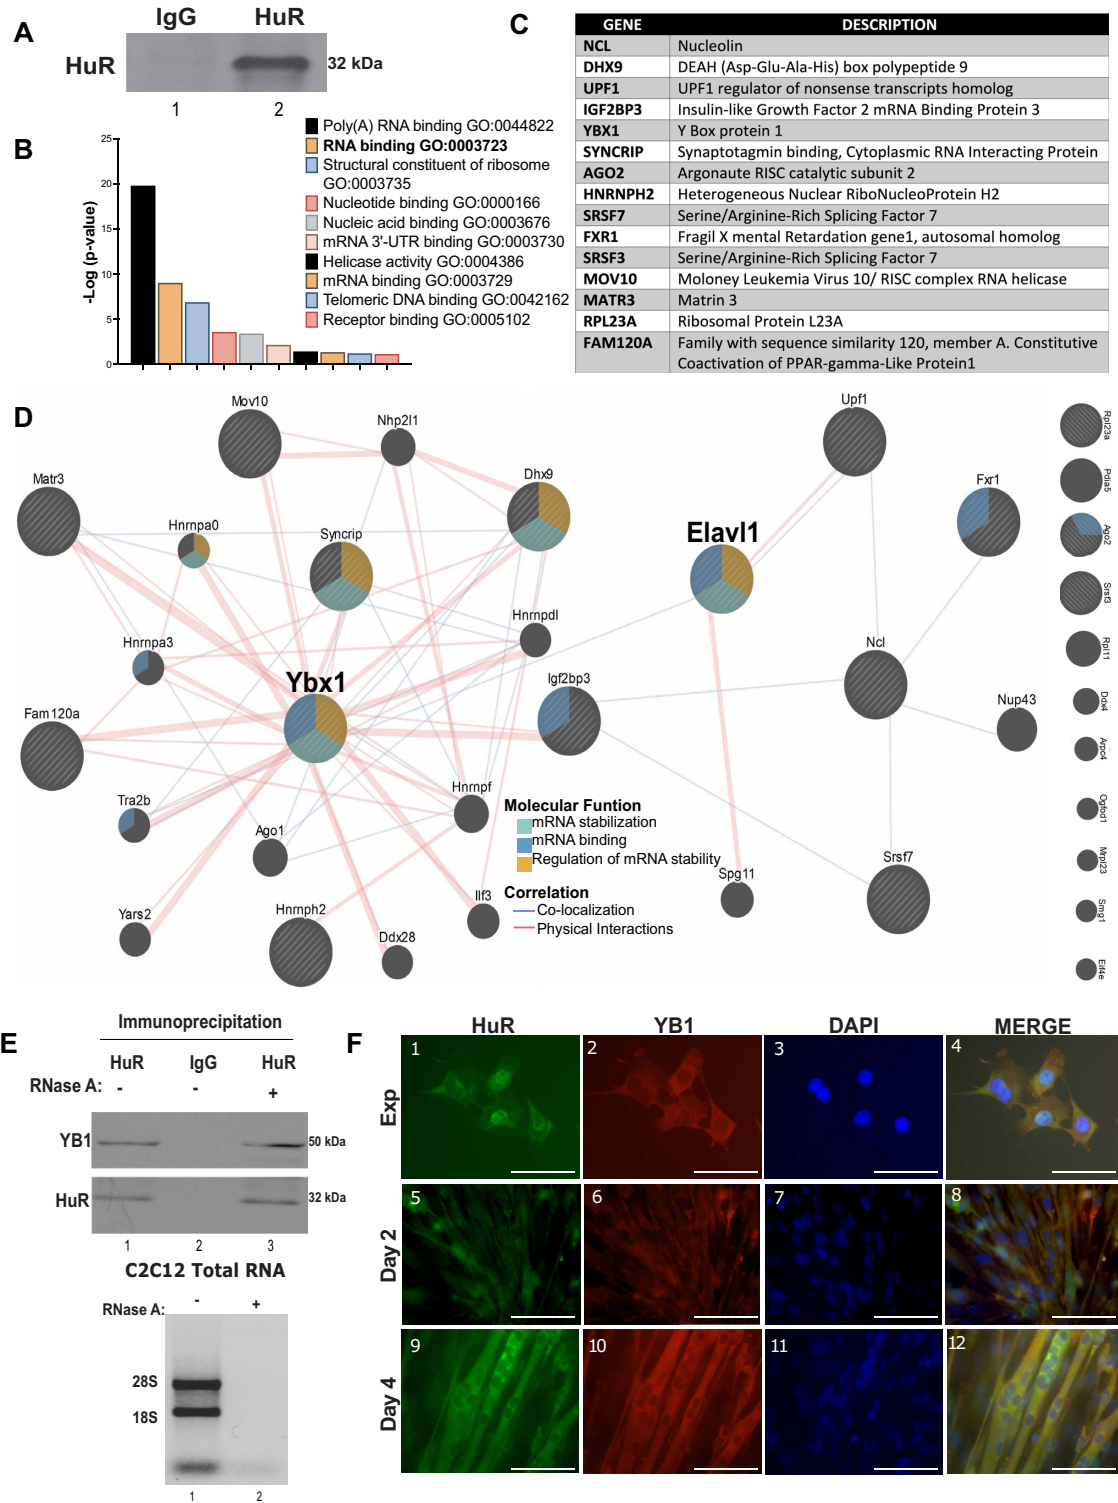 A
IgG
HuR
HuR
32 kDa
1
2
B
-Log (p-value)
25
20
15
10
5
0
Poly(A) RNA binding GO:0044822
RNA binding GO:0003723
Structural constituent of ribosome
GO:0003735
Nucleotide binding GO:0000166
Nucleic acid binding GO:0003676
mRNA 3'-UTR binding GO:0003730
Helicase activity GO:0004386
mRNA binding GO:0003729
Telomeric DNA binding GO:0042162
Receptor binding GO:0005102
C
GENE DESCRIPTION
NCL Nucleolin
DHX9 DEAH (Asp-Glu-Ala-His) box polypeptide 9
UPF1 UPF1 regulator of nonsense transcripts homolog
IGF2BP3 Insulin-like Growth Factor 2 mRNA Binding Protein 3
YBX1 Y Box protein 1
SYNCRIP Synaptotagmin binding, Cytoplasmic RNA Interacting Protein
AGO2 Argonaute RISC catalytic subunit 2
HNRNPH2 Heterogeneous Nuclear RiboNucleoProtein H2
SRSF7 Serine/Arginine-Rich Splicing Factor 7
FXR1 Fragil X mental Retardation gene1, autosomal homolog
SRSF3 Serine/Arginine-Rich Splicing Factor 7
MOV10 Moloney Leukemia Virus 10/ RISC complex RNA helicase
MATR3 Matrin 3
RPL23A Ribosomal Protein L23A
FAM120A Family with sequence similarity 120, member A. Constitutive
Coactivation of PPAR-gamma-Like Protein1
D
Mov10
Nhp2l1
Upf1
Matr3
Dhx9
Fxr1
Hnrnpa0
Syncrip
Elavl1
Hnrnpdl
Hnrnpa3
Ybx1
Igf2bp3
Ncl
Nup43
Fam120a
Tra2b
Ago1
Hnrnpf
Yars2
Hnrnph2
Ddx28
Ilf3
Spg11
Srsf7
Rpl23a
Pdia5
Ago2
Srsf3
Rpl11
Ddx4
Arpc4
Ogfod1
Mrpl23
Smg1
Eif4e
Molecular Funtion
mRNA stabilization
mRNA binding
Regulation of mRNA stability
Correlation
Co-localization
Physical Interactions
E
Immunoprecipitation
HuR IgG HuR
RNase A: - - +
YB1
50 kDa
HuR
32 kDa
1 2 3
C2C12 Total RNA
RNase A: - +
28S
18S
1 2
F
HuR YB1 DAPI MERGE
Exp
1 2 3 4
Day 2
5 6 7 8
Day 4
9 10 11 12